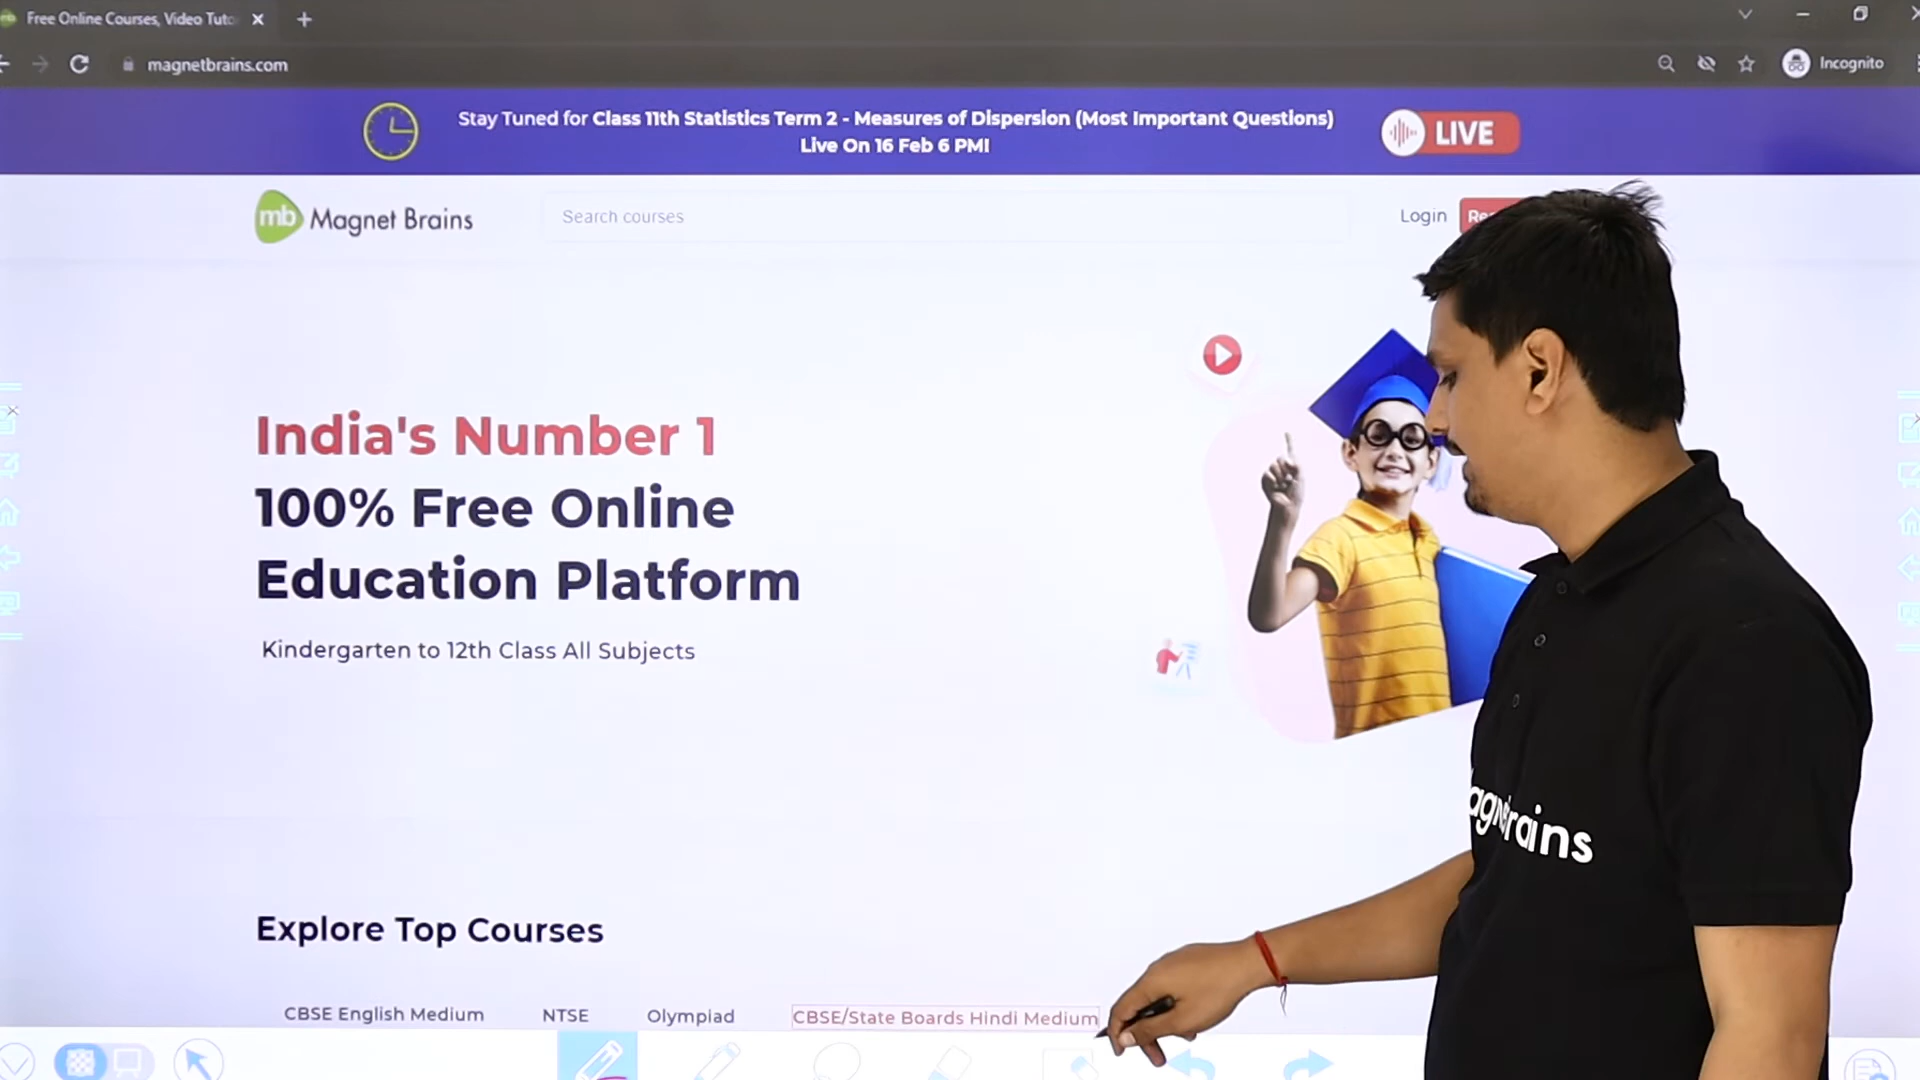 Free Online Courses, Video Tuto
magnetbrains.com
Incognito
Stay Tuned for Class 11th Statistics Term 2 - Measures of Dispersion (Most Important Questions)
Live On 16 Feb 6 PM!
LIVE
mb Magnet Brains
Search courses
Login
Re
India's Number 1
100% Free Online
Education Platform
Kindergarten to 12th Class All Subjects
agnetbrains
Explore Top Courses
CBSE English Medium
NTSE
Olympiad
CBSE/State Boards Hindi Medium